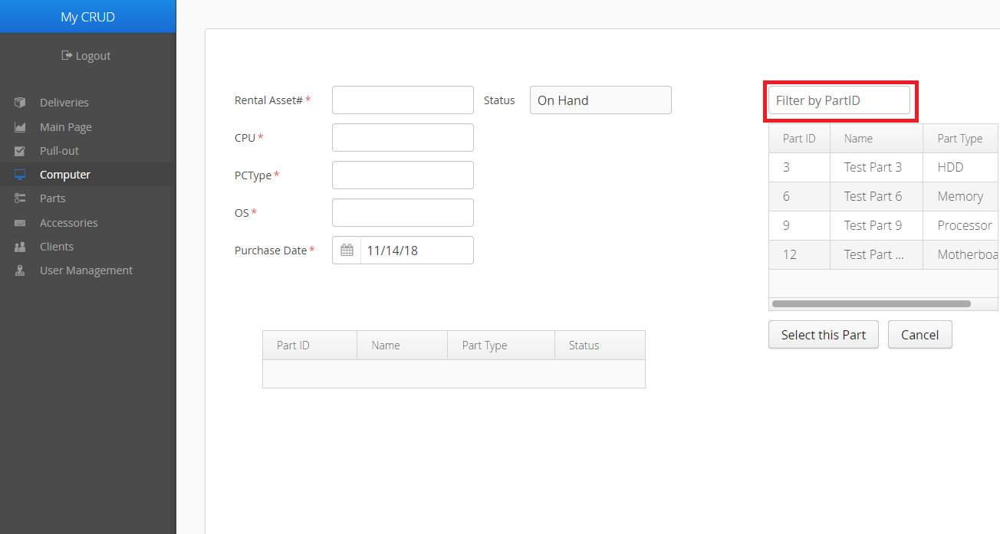 My CRUD
Logout
Deliveries
Main Page
Pull-out
Computer
Parts
Accessories
Clients
User Management
Rental Asset# *
Status
On Hand
CPU *
PCType *
OS *
Purchase Date *
11/14/18
Part ID Name Part Type Status
Filter by PartID
Part ID Name Part Type
3 Test Part 3 HDD
6 Test Part 6 Memory
9 Test Part 9 Processor
12 Test Part ... Motherboa
Select this Part Cancel